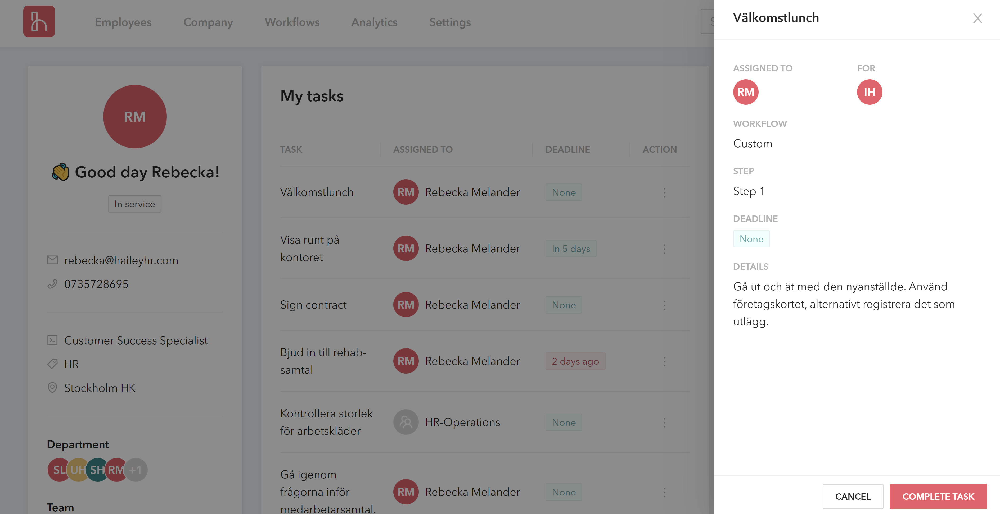 Employees Company Workflows Analytics Settings
RM
Good day Rebecka!
In service
rebecka@haileyhr.com
0735728695
Customer Success Specialist
HR
Stockholm HK
Department
SL UH SH RM +1
Team
My tasks
TASK ASSIGNED TO DEADLINE ACTION
Välkomstlunch RM Rebecka Melander None
Visa runt på
kontoret
RM Rebecka Melander In 5 days
Sign contract RM Rebecka Melander None
Bjud in till rehab-
samtal
RM Rebecka Melander 2 days ago
Kontrollera storlek
för arbetskläder
HR-Operations None
Gå igenom
frågorna inför
medarbetarsamtal.
RM Rebecka Melander None
Välkomstlunch
ASSIGNED TO FOR
RM IH
WORKFLOW
Custom
STEP
Step 1
DEADLINE
None
DETAILS
Gå ut och ät med den nyanställde. Använd
företagskortet, alternativt registrera det som
utlägg.
CANCEL COMPLETE TASK